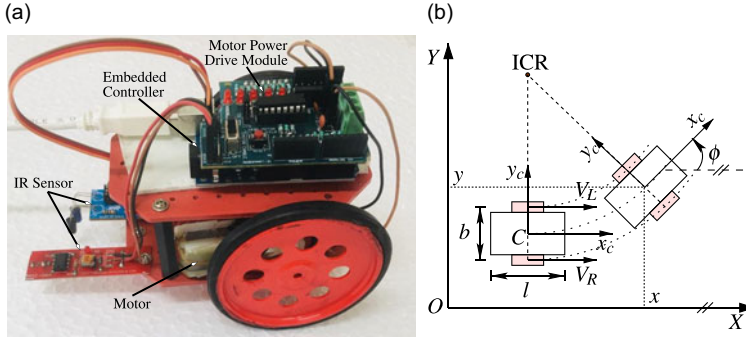 (a)
Motor Power
Drive Module
Embedded
Controller
IR Sensor
Motor
(b)
Y
ICR
x_c
y_c
ϕ
y
y_c
V_L
b
C
x_c
V_R
l
x
O
X